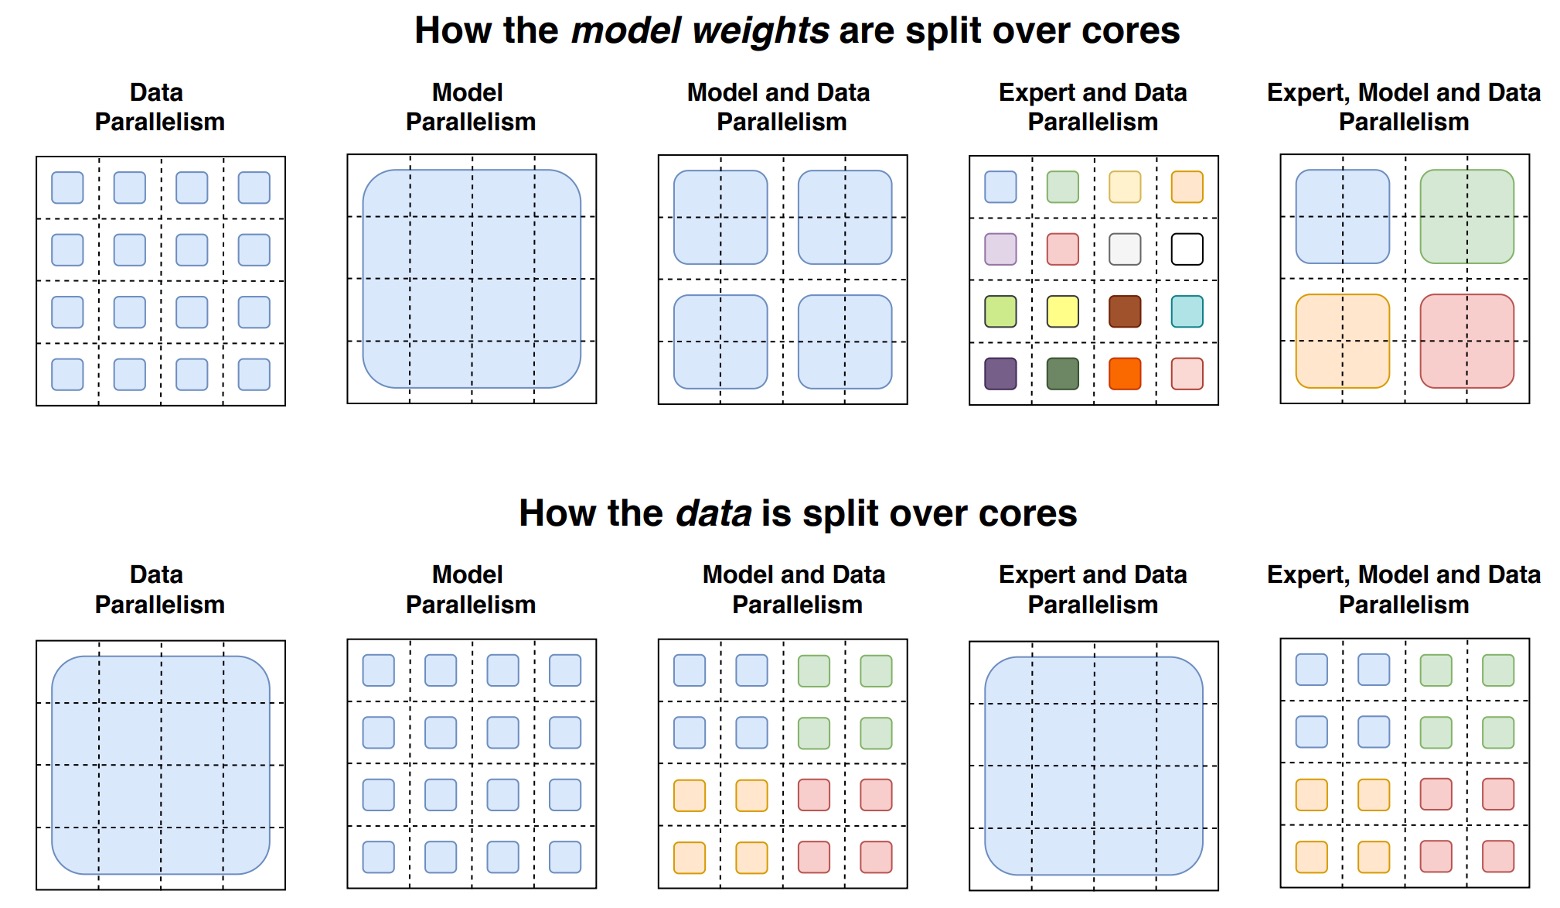 How the model weights are split over cores
Data
Parallelism
Model
Parallelism
Model and Data
Parallelism
Expert and Data
Parallelism
Expert, Model and Data
Parallelism
How the data is split over cores
Data
Parallelism
Model
Parallelism
Model and Data
Parallelism
Expert and Data
Parallelism
Expert, Model and Data
Parallelism